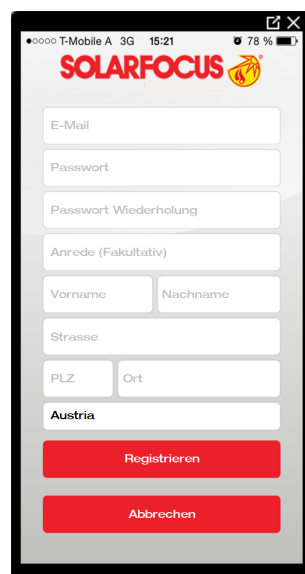 T-Mobile A 3G 15:21 78 %
SOLARFOCUS
E-Mail
Passwort
Passwort Wiederholung
Anrede (Fakultativ)
Vorname Nachname
Strasse
PLZ Ort
Austria
Registrieren
Abbrechen